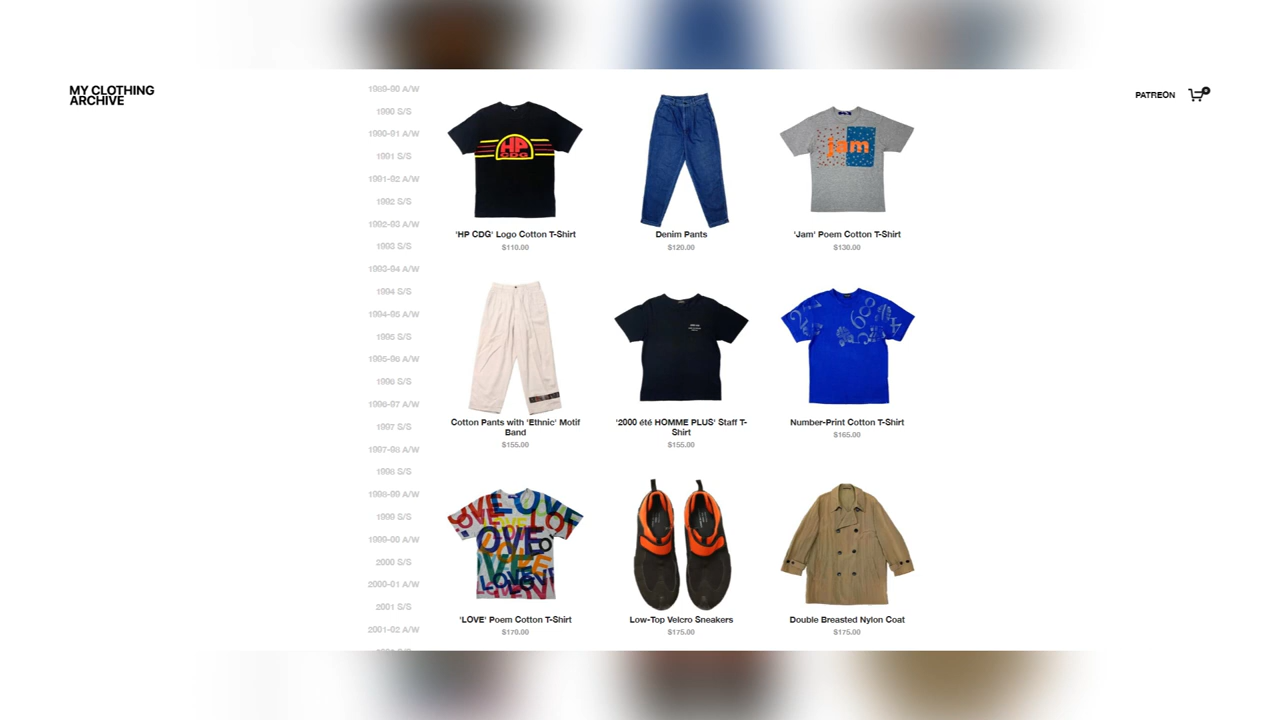 MY CLOTHING
ARCHIVE
PATREON
0
1989-90 A/W
1990 S/S
1990-91 A/W
1991 S/S
1991-92 A/W
1992 S/S
1992-93 A/W
1993 S/S
1993-94 A/W
1994 S/S
1994-95 A/W
1995 S/S
1995-96 A/W
1996 S/S
1996-97 A/W
1997 S/S
1997-98 A/W
1998 S/S
1998-99 A/W
1999 S/S
1999-00 A/W
2000 S/S
2000-01 A/W
2001 S/S
2001-02 A/W
HP
CDG
'HP CDG' Logo Cotton T-Shirt
$110.00
Denim Pants
$120.00
jam
'Jam' Poem Cotton T-Shirt
$130.00
Cotton Pants with 'Ethnic' Motif
Band
$155.00
'2000 été HOMME PLUS' Staff T-
Shirt
$155.00
Number-Print Cotton T-Shirt
$165.00
LOVE
'LOVE' Poem Cotton T-Shirt
$170.00
Low-Top Velcro Sneakers
$175.00
Double Breasted Nylon Coat
$175.00